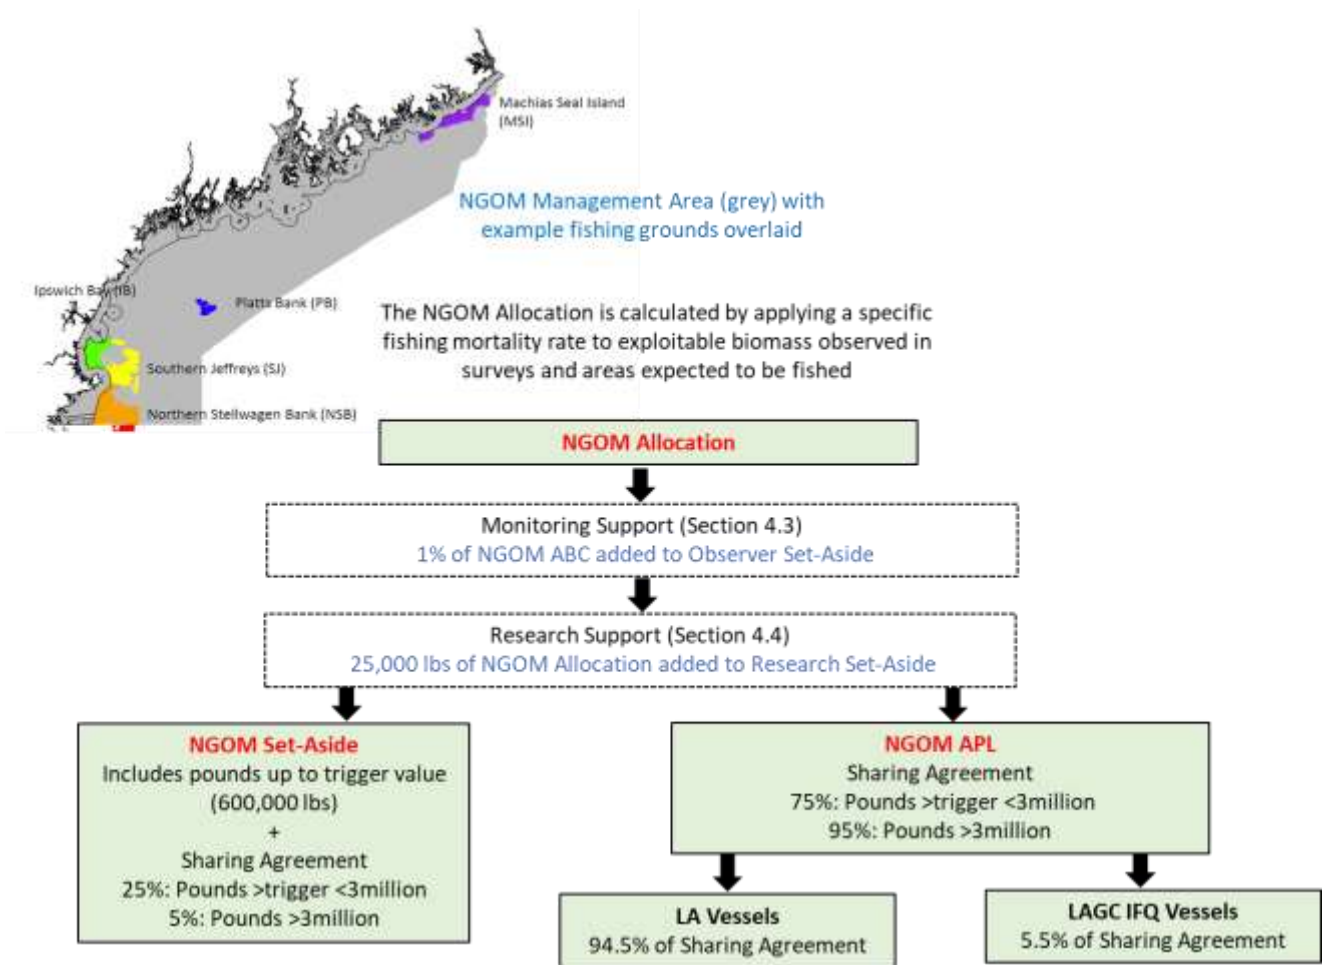 Machias Seal Island
(MSI)
NGOM Management Area (grey) with
example fishing grounds overlaid
Ipswich Bay (IB)
Platts Bank (PB)
The NGOM Allocation is calculated by applying a specific
fishing mortality rate to exploitable biomass observed in
surveys and areas expected to be fished
Southern Jeffreys (SJ)
Northern Stellwagen Bank (NSB)
NGOM Allocation
Monitoring Support (Section 4.3)
1% of NGOM ABC added to Observer Set-Aside
Research Support (Section 4.4)
25,000 lbs of NGOM Allocation added to Research Set-Aside
NGOM Set-Aside
Includes pounds up to trigger value
(600,000 lbs)
+
Sharing Agreement
25%: Pounds >trigger <3million
5%: Pounds >3million
NGOM APL
Sharing Agreement
75%: Pounds >trigger <3million
95%: Pounds >3million
LA Vessels
94.5% of Sharing Agreement
LAGC IFQ Vessels
5.5% of Sharing Agreement